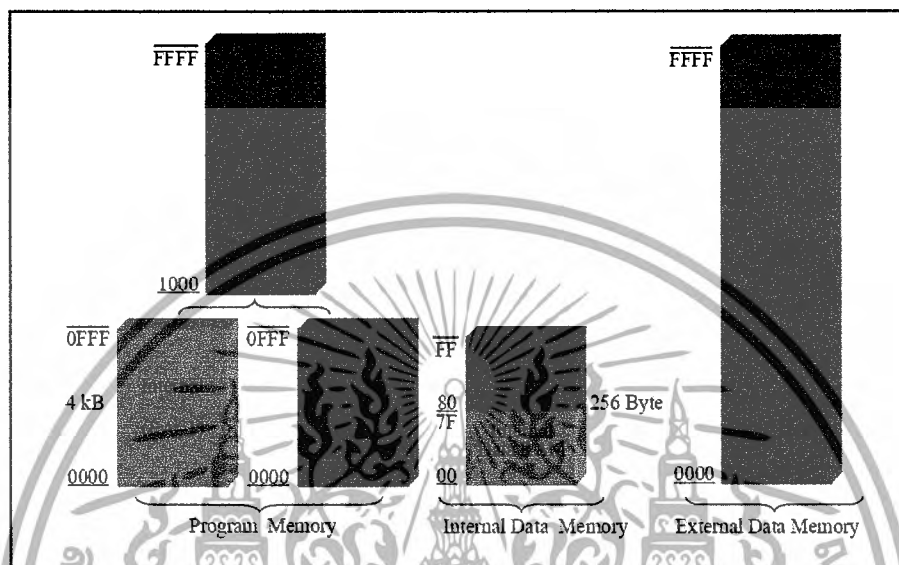 FFFF
FFFF
1000
0FFF
0FFF
FF
4 kB
80
256 Byte
7F
0000
0000
00
0000
Program Memory
Internal Data Memory
External Data Memory